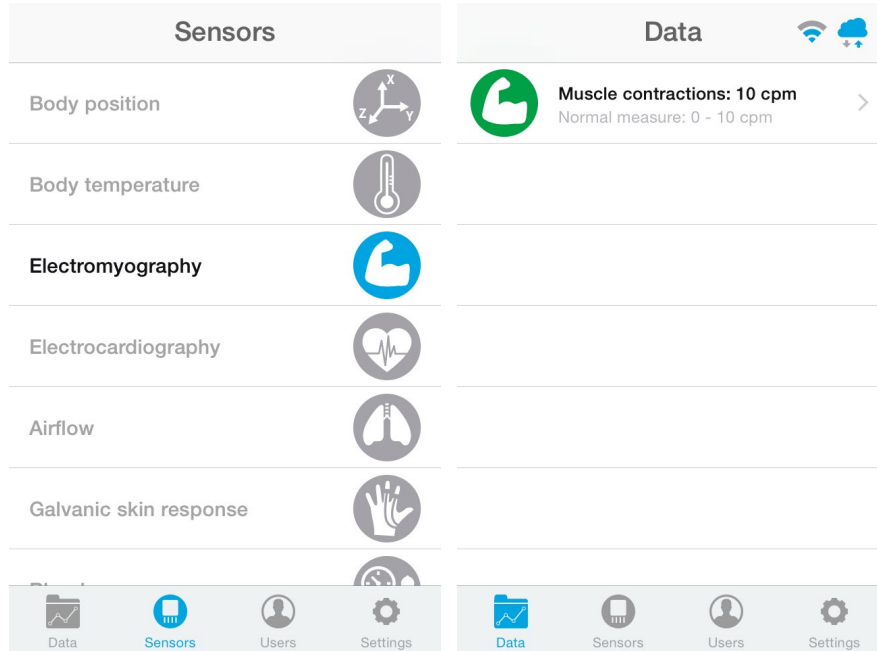 Sensors
Body position
X
Z
Y
Body temperature
Electromyography
Electrocardiography
Airflow
Galvanic skin response
Data
Sensors
Users
Settings
Data
Muscle contractions: 10 cpm
Normal measure: 0 - 10 cpm
Data
Sensors
Users
Settings